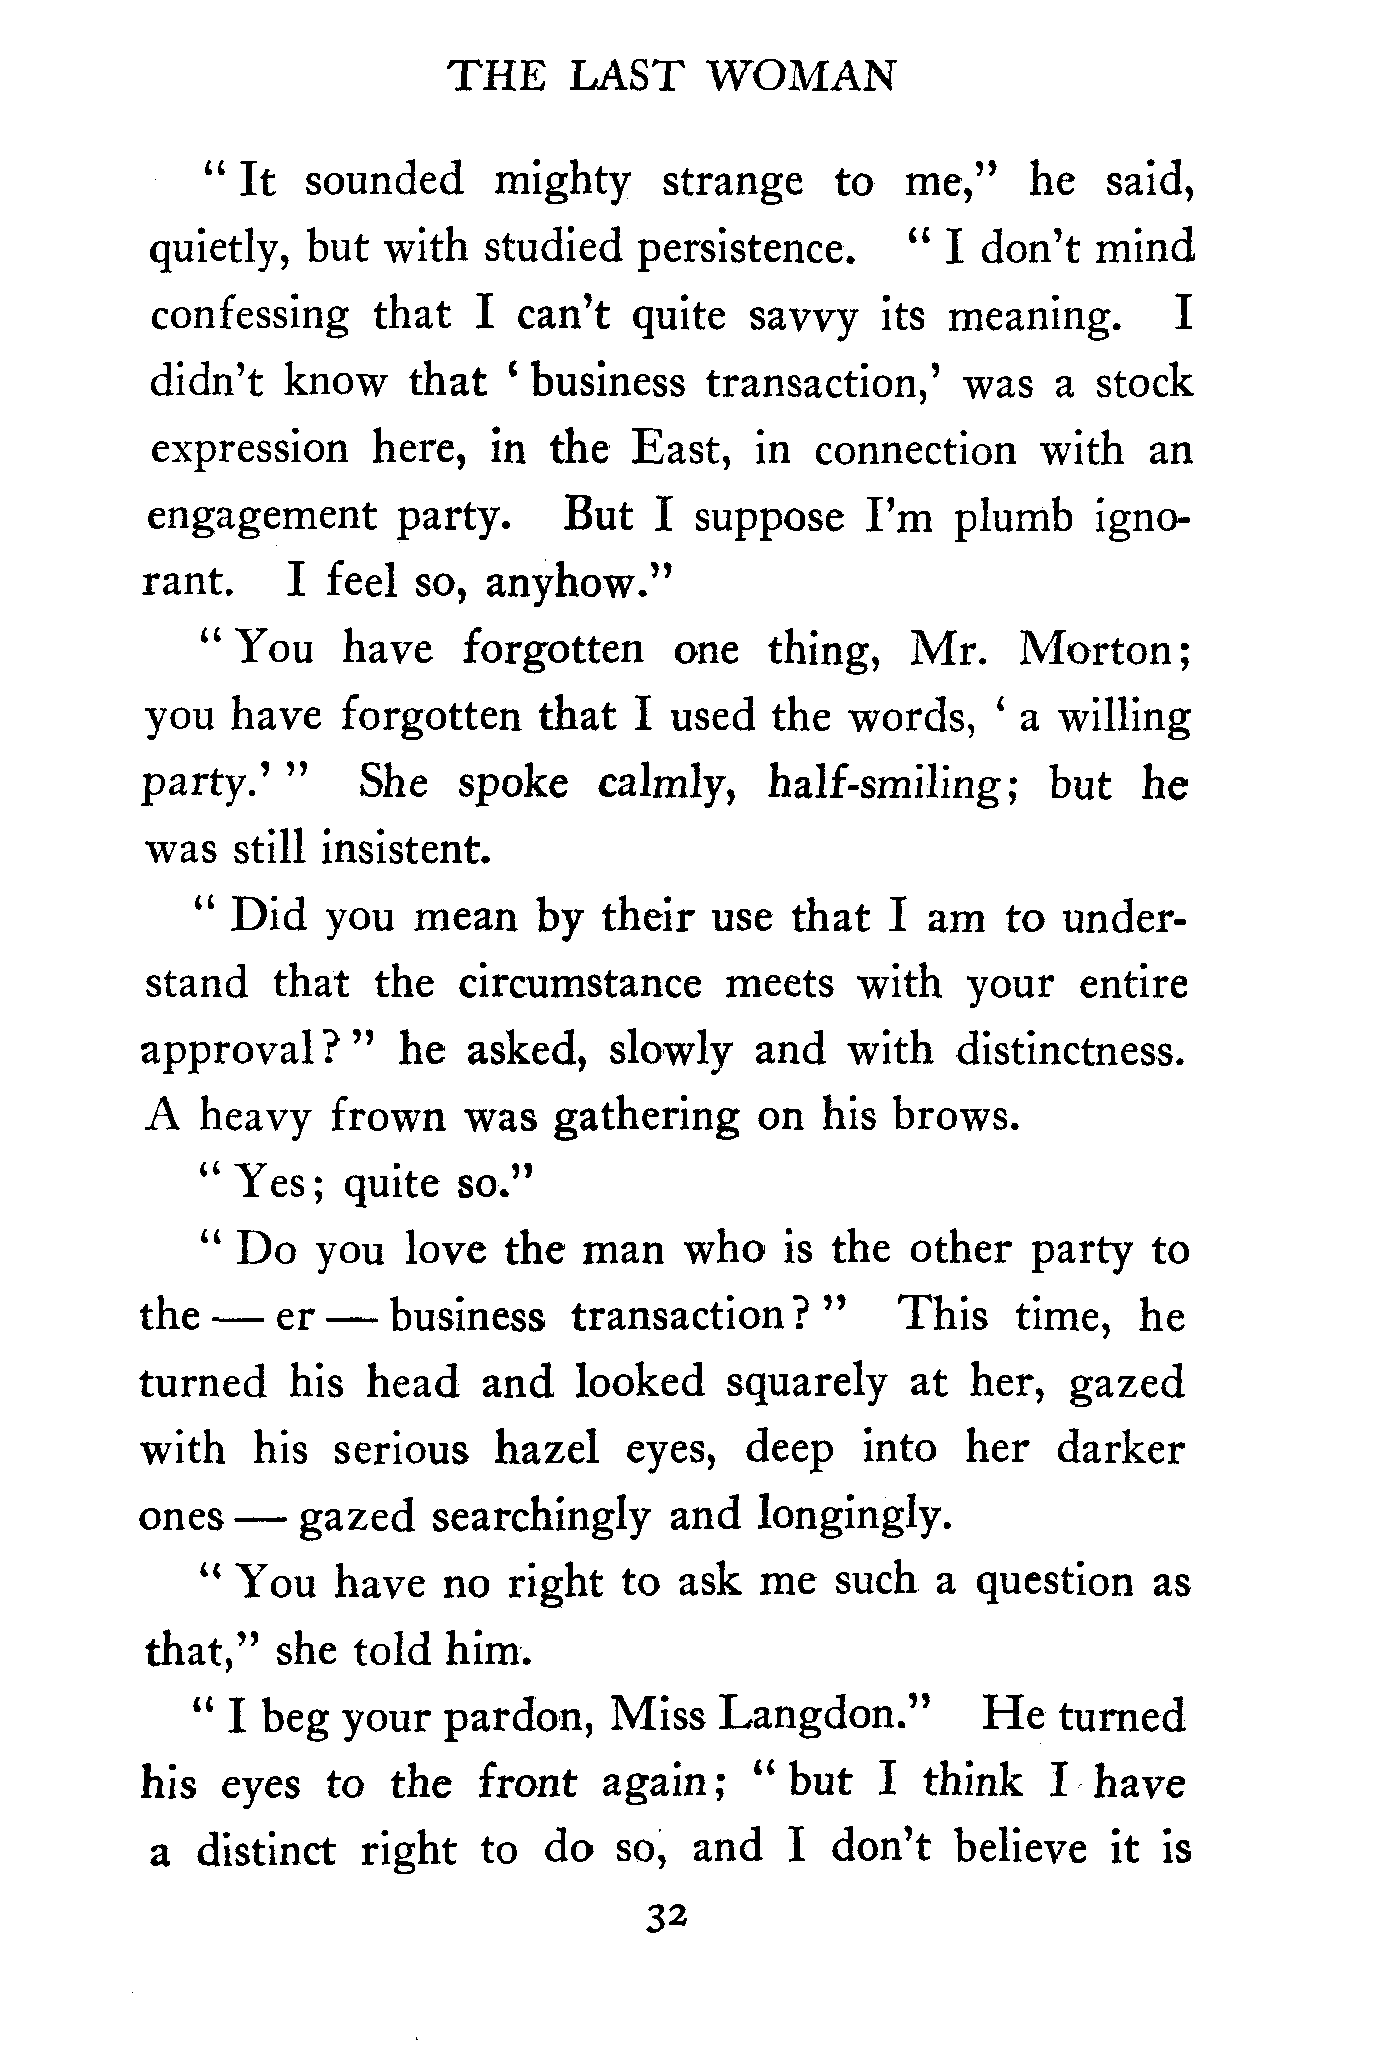 THE LAST WOMAN
“ It sounded mighty strange to me,” he said,
quietly, but with studied persistence. “ I don’t mind
confessing that I can’t quite savvy its meaning. I
didn’t know that ‘ business transaction,’ was a stock
expression here, in the East, in connection with an
engagement party. But I suppose I’m plumb igno-
rant. I feel so, anyhow.”
“ You have forgotten one thing, Mr. Morton;
you have forgotten that I used the words, ‘ a willing
party.’ ” She spoke calmly, half-smiling; but he
was still insistent.
“ Did you mean by their use that I am to under-
stand that the circumstance meets with your entire
approval? ” he asked, slowly and with distinctness.
A heavy frown was gathering on his brows.
“ Yes; quite so.”
“ Do you love the man who is the other party to
the — er — business transaction? ” This time, he
turned his head and looked squarely at her, gazed
with his serious hazel eyes, deep into her darker
ones — gazed searchingly and longingly.
“ You have no right to ask me such a question as
that,” she told him.
“ I beg your pardon, Miss Langdon.” He turned
his eyes to the front again; “ but I think I have
a distinct right to do so, and I don’t believe it is
32